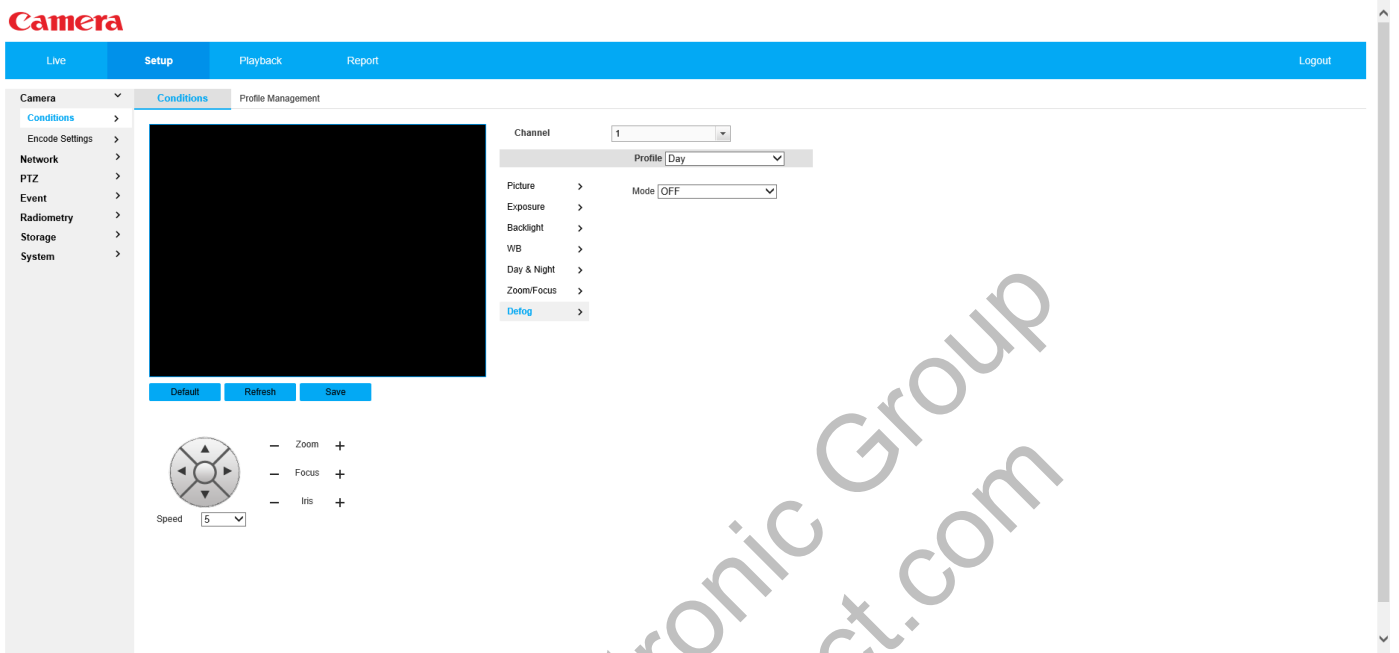 Camera
Live Setup Playback Report Logout
Camera
Conditions
Encode Settings
Network
PTZ
Event
Radiometry
Storage
System
Conditions Profile Management
Channel 1
Profile Day
Picture
Exposure
Backlight
WB
Day & Night
Zoom/Focus
Defog
Mode OFF
Default Refresh Save
Zoom
Focus
Iris
Speed 5
Group